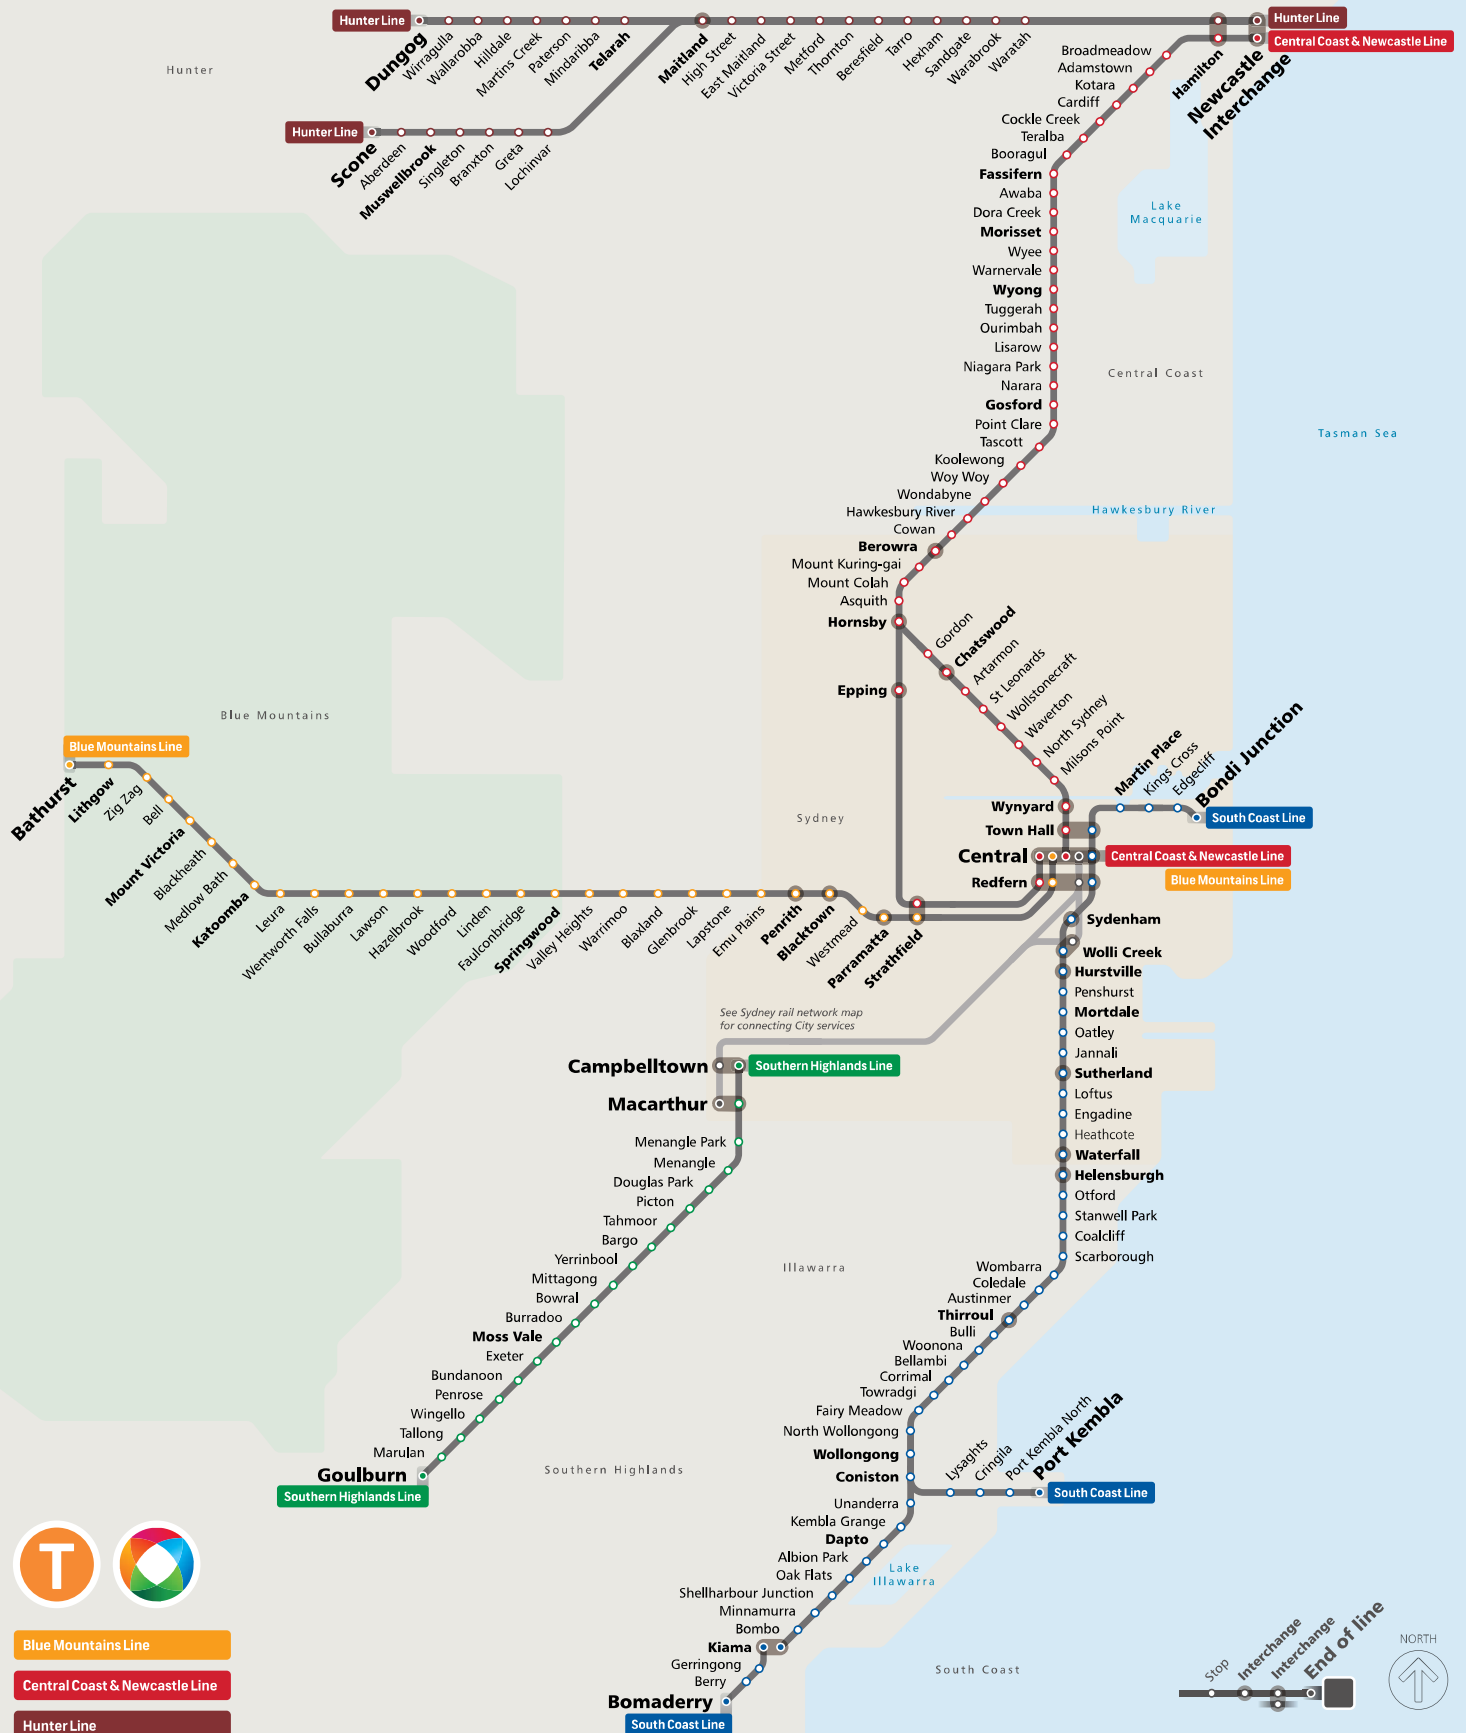 Hunter Line
Dungog
Wirragulla
Wallarobba
Hilldale
Martins Creek
Paterson
Mindaribba
Telarah
Maitland
High Street
East Maitland
Victoria Street
Metford
Thornton
Beresfield
Tarro
Hexham
Sandgate
Warabrook
Waratah
Hamilton
Newcastle
Interchange
Hunter Line
Central Coast & Newcastle Line
Hunter
Hunter Line
Scone
Aberdeen
Muswellbrook
Singleton
Branxton
Greta
Lochinvar
Broadmeadow
Adamstown
Kotara
Cardiff
Cockle Creek
Teralba
Booragul
Fassifern
Awaba
Dora Creek
Morisset
Wyee
Warnervale
Wyong
Tuggerah
Ourimbah
Lisarow
Niagara Park
Narara
Gosford
Point Clare
Tascott
Koolewong
Woy Woy
Wondabyne
Hawkesbury River
Cowan
Berowra
Mount Kuring-gai
Mount Colah
Asquith
Hornsby
Lake
Macquarie
Central Coast
Tasman Sea
Hawkesbury River
Gordon
Chatswood
Artarmon
St Leonards
Wollstonecraft
Waverton
North Sydney
Milsons Point
Epping
Wynyard
Town Hall
Central
Redfern
Martin Place
Kings Cross
Edgecliff
Bondi Junction
South Coast Line
Central Coast & Newcastle Line
Blue Mountains Line
Sydney
Blue Mountains
Blue Mountains Line
Bathurst
Lithgow
Zig Zag
Bell
Mount Victoria
Blackheath
Medlow Bath
Katoomba
Leura
Wentworth Falls
Bullaburra
Lawson
Hazelbrook
Woodford
Linden
Faulconbridge
Springwood
Valley Heights
Warrimoo
Blaxland
Glenbrook
Lapstone
Emu Plains
Penrith
Blacktown
Westmead
Parramatta
Strathfield
Sydenham
Wolli Creek
Hurstville
Penshurst
Mortdale
Oatley
Jannali
Sutherland
Loftus
Engadine
Heathcote
Waterfall
Helensburgh
Otford
Stanwell Park
Coalcliff
Scarborough
Wombarra
Coledale
Austinmer
Thirroul
Bulli
Woonona
Bellambi
Corrimal
Towradgi
Fairy Meadow
North Wollongong
Wollongong
Coniston
Lysaghts
Cringila
Port Kembla North
Port Kembla
South Coast Line
Unanderra
Kembla Grange
Dapto
Albion Park
Oak Flats
Shellharbour Junction
Minnamurra
Bombo
Kiama
Gerringong
Berry
Bomaderry
South Coast Line
Lake
Illawarra
South Coast
Illawarra
See Sydney rail network map
for connecting City services
Campbelltown
Southern Highlands Line
Macarthur
Menangle Park
Menangle
Douglas Park
Picton
Tahmoor
Bargo
Yerrinbool
Mittagong
Bowral
Burradoo
Moss Vale
Exeter
Bundanoon
Penrose
Wingello
Tallong
Marulan
Goulburn
Southern Highlands Line
Southern Highlands
T
Blue Mountains Line
Central Coast & Newcastle Line
Hunter Line
Stop
Interchange
Interchange
End of line
NORTH